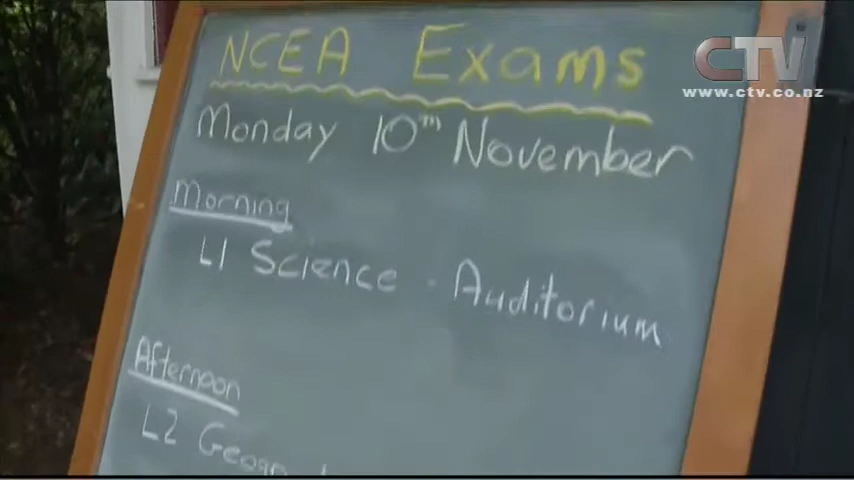 NCEA Exams
Monday 10th November
Morning
L1 Science - Auditorium
Afternoon
L2
CTV
www.ctv.co.nz